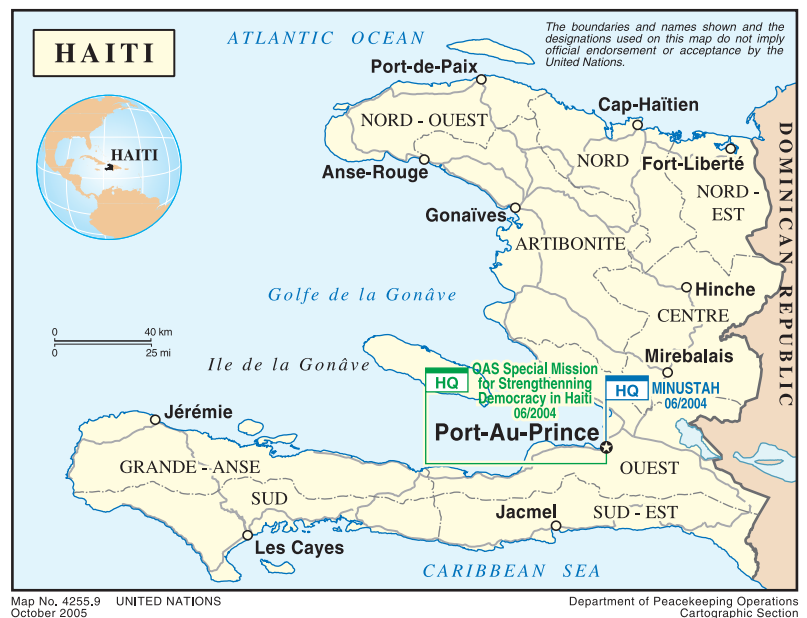 HAITI
ATLANTIC OCEAN
The boundaries and names shown and the
designations used on this map do not imply
official endorsement or acceptance by the
United Nations.
Port-de-Paix
Cap-Haïtien
NORD - OUEST
HAITI
NORD
Fort-Liberté
Anse-Rouge
NORD -
EST
DOMINICAN REPUBLIC
Gonaïves
ARTIBONITE
Golfe de la Gonâve
Hinche
CENTRE
0 40 km
0 25 mi
Ile de la Gonâve
Mirebalais
HQ
QAS Special Mission
for Strengthenning
Democracy in Haiti
06/2004
HQ
MINUSTAH
06/2004
Jérémie
Port-Au-Prince
GRANDE - ANSE
OUEST
SUD
Jacmel
SUD - EST
Les Cayes
CARIBBEAN SEA
Map No. 4255.9 UNITED NATIONS
October 2005
Department of Peacekeeping Operations
Cartographic Section